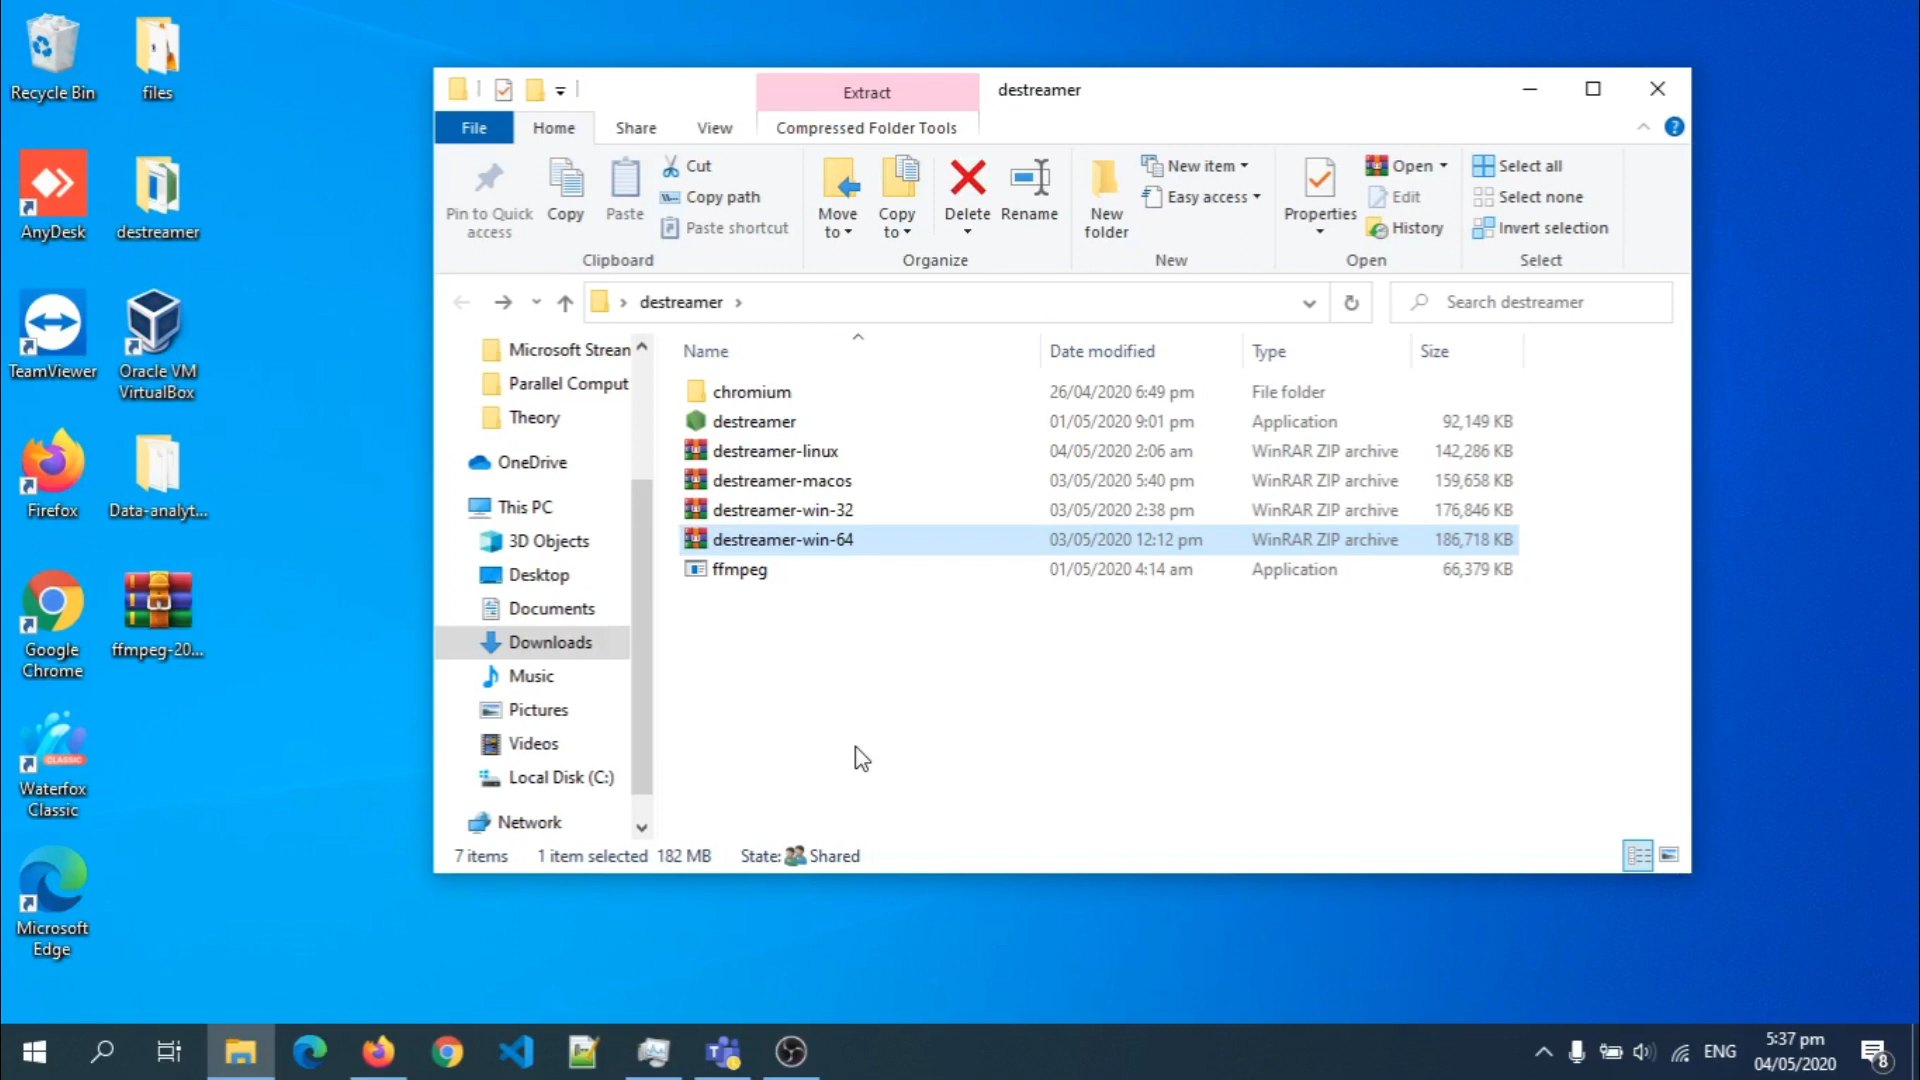 Recycle Bin
files
AnyDesk
destreamer
TeamViewer
Oracle VM
VirtualBox
Firefox
Data-analyt...
Google
Chrome
ffmpeg-20...
CLASSIC
Waterfox
Classic
Microsoft
Edge
Extract
destreamer
File
Home
Share
View
Compressed Folder Tools
Pin to Quick
access
Copy
Paste
Cut
Copy path
Paste shortcut
Clipboard
Move
to
Copy
to
Delete
Rename
Organize
New
folder
New item
Easy access
New
Properties
Open
Edit
History
Open
Select all
Select none
Invert selection
Select
destreamer
Search destreamer
Microsoft Strean
Parallel Comput
Theory
OneDrive
This PC
3D Objects
Desktop
Documents
Downloads
Music
Pictures
Videos
Local Disk (C:)
Network
Name Date modified Type Size
chromium 26/04/2020 6:49 pm File folder
destreamer 01/05/2020 9:01 pm Application 92,149 KB
destreamer-linux 04/05/2020 2:06 am WinRAR ZIP archive 142,286 KB
destreamer-macos 03/05/2020 5:40 pm WinRAR ZIP archive 159,658 KB
destreamer-win-32 03/05/2020 2:38 pm WinRAR ZIP archive 176,846 KB
destreamer-win-64 03/05/2020 12:12 pm WinRAR ZIP archive 186,718 KB
ffmpeg 01/05/2020 4:14 am Application 66,379 KB
7 items 1 item selected 182 MB State: Shared
ENG
5:37 pm
04/05/2020
8